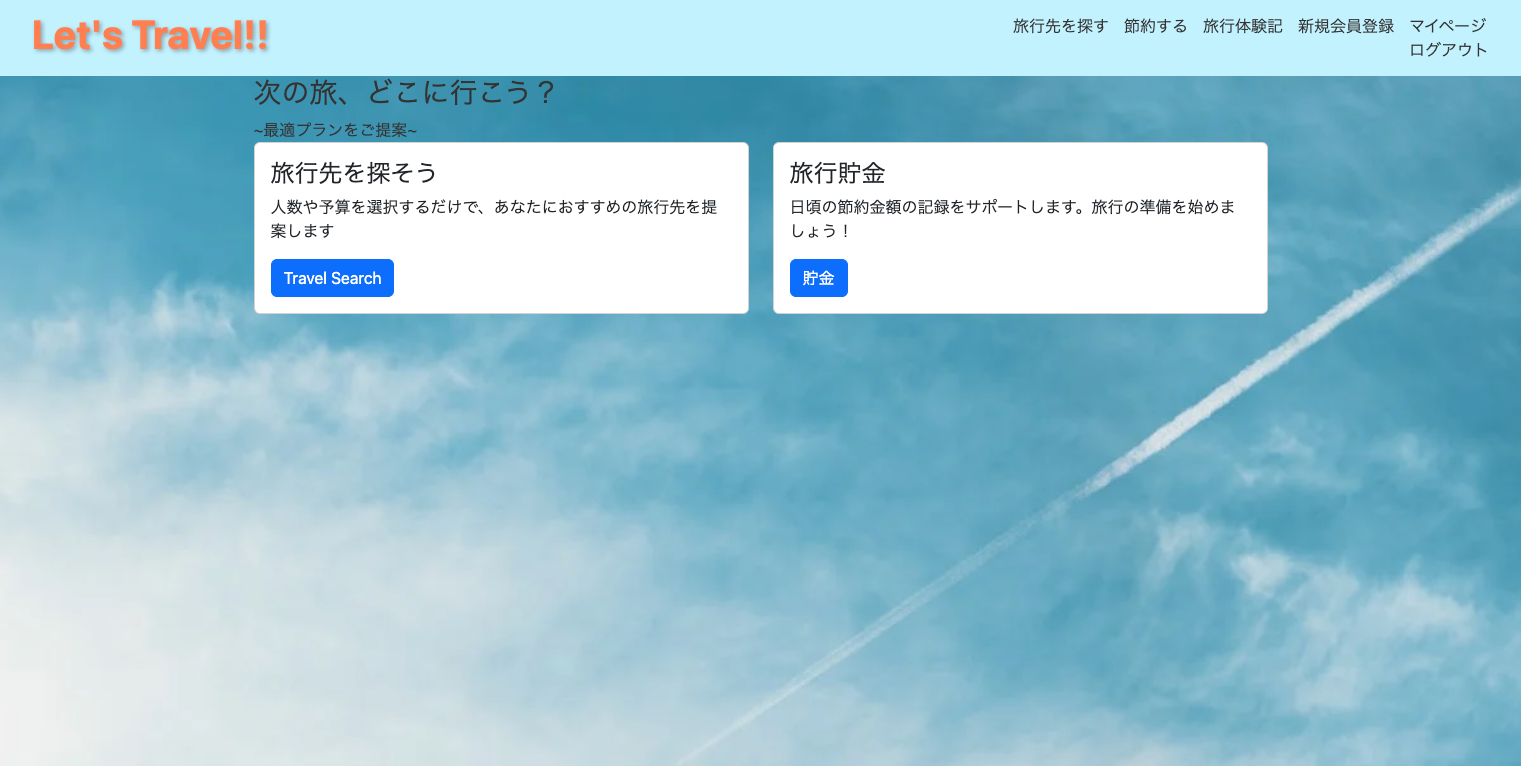 Let's Travel!!
旅行先を探す 節約する 旅行体験記 新規会員登録 マイページ
ログアウト
次の旅、どこに行こう？
~最適プランをご提案~
旅行先を探そう
人数や予算を選択するだけで、あなたにおすすめの旅行先を提
案します
Travel Search
旅行貯金
日頃の節約金額の記録をサポートします。旅行の準備を始めま
しょう！
貯金